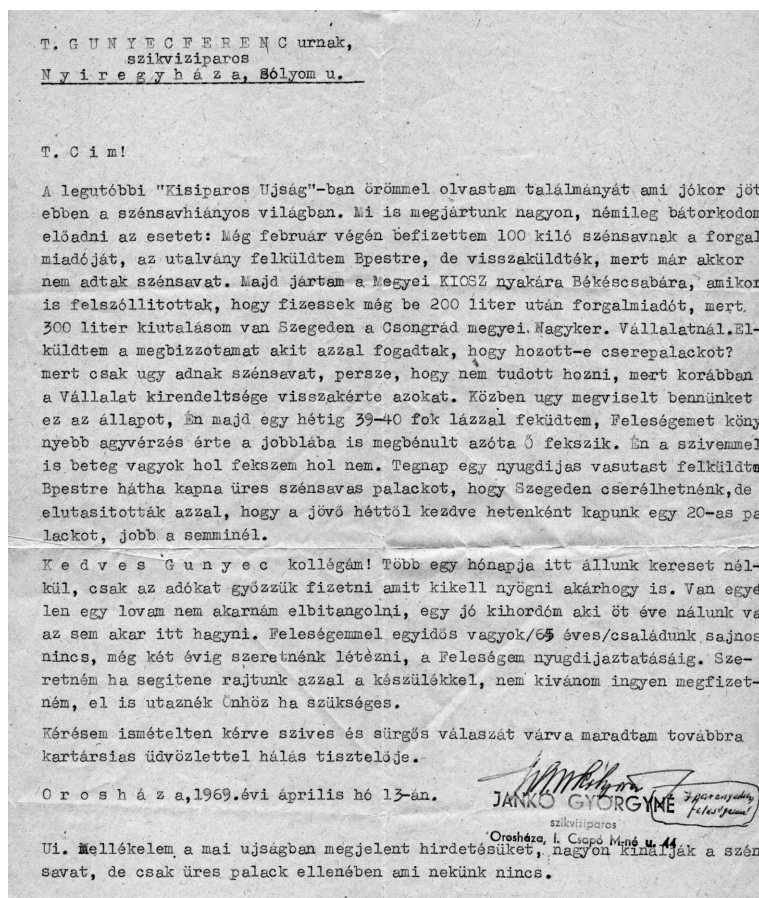 T. G U N Y E C F E R E N C urnak,
szikviziparos
N y i r e g y h á z a, Sólyom u.
T. C i m!
A legutóbbi "Kisiparos Ujság"-ban örömmel olvastam találmányát ami jókor jöt
ebben a szénsavhiányos világban. Mi is megjártunk nagyon, némileg bátorkodom
előadni az esetet: Még február végén befizettem 100 kiló szénsavnak a forgal
miadóját, az utalvány felküldtem Bpestre, de visszaküldték, mert már akkor
nem adtak szénsavat. Majd jártam a Megyei KIOSZ nyakára Békéscsabára, amikor
is felszóllitottak, hogy fizessek még be 200 liter után forgalmiadót, mert
300 liter kiutalásom van Szegeden a Csongrád megyei. Nagyker. Vállalatnál.El-
küldtem a megbizzotamat akit azzal fogadtak, hogy hozott-e cserepalackot?
mert csak ugy adnak szénsavat, persze, hogy nem tudott hozni, mert korábban
a Vállalat kirendeltsége visszakérte azokat. Közben ugy megviselt bennünket
ez az állapot, Én majd egy hétig 39-40 fok lázzal feküdtem, Feleségemet köny
nyebb agyvérzés érte a jobblába is megbénult azóta Ő fekszik. Én a szivemmel
is beteg vagyok hol fekszem hol nem. Tegnap egy nyugdijas vasutast felküldte
Bpestre hátha kapna üres szénsavas palackot, hogy Szegeden cserélhetnénk,de
elutasitották azzal, hogy a jövő héttől kezdve hetenként kapunk egy 20-as pa
lackot, jobb a semminél.
K e d v e s G u n y e c kollégám! Több egy hónapja itt állunk kereset nél-
kül, csak az adókat győzzük fizetni amit kikell nyögni akárhogy is. Van egye
len egy lovam nem akarnám elbitangolni, egy jó kihordóm aki öt éve nálunk va
az sem akar itt hagyni. Feleségemmel egyidős vagyok/65 éves/családunk sajnos
nincs, még két évig szeretnénk létézni, a Feleségem nyugdijaztatásáig. Sze-
retném ha segitene rajtunk azzal a készülékkel, nem kivánom ingyen megfizet-
ném, el is utaznék Önhöz ha szükséges.
Kérésem ismételten kérve szives és sürgős válaszát várva maradtam továbbra
kartársias üdvözlettel hálás tisztelője.-
O r o s h á z a,1969.évi április hó 13-án.
JANKÓ GYÖRGYNÉ
Iparengedély
feleségemé
szikviziparos
Orosháza, I. Csapó M-né u. 11
Ui. Mellékelem a mai ujságban megjelent hirdetésüket, nagyon kinálják a szén
savat, de csak üres palack ellenében ami nekünk nincs.